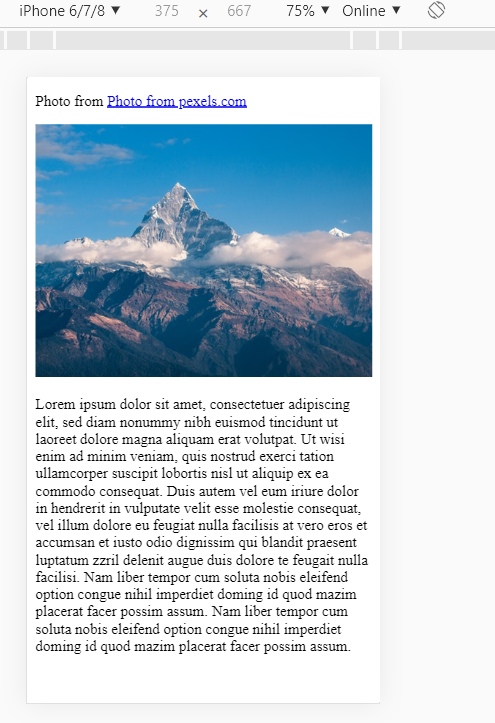 iPhone 6/7/8 ▼ 375 × 667 75% ▼ Online ▼
Photo from Photo from pexels.com
Lorem ipsum dolor sit amet, consectetuer adipiscing
elit, sed diam nonummy nibh euismod tincidunt ut
laoreet dolore magna aliquam erat volutpat. Ut wisi
enim ad minim veniam, quis nostrud exerci tation
ullamcorper suscipit lobortis nisl ut aliquip ex ea
commodo consequat. Duis autem vel eum iriure dolor
in hendrerit in vulputate velit esse molestie consequat,
vel illum dolore eu feugiat nulla facilisis at vero eros et
accumsan et iusto odio dignissim qui blandit praesent
luptatum zzril delenit augue duis dolore te feugait nulla
facilisi. Nam liber tempor cum soluta nobis eleifend
option congue nihil imperdiet doming id quod mazim
placerat facer possim assum. Nam liber tempor cum
soluta nobis eleifend option congue nihil imperdiet
doming id quod mazim placerat facer possim assum.